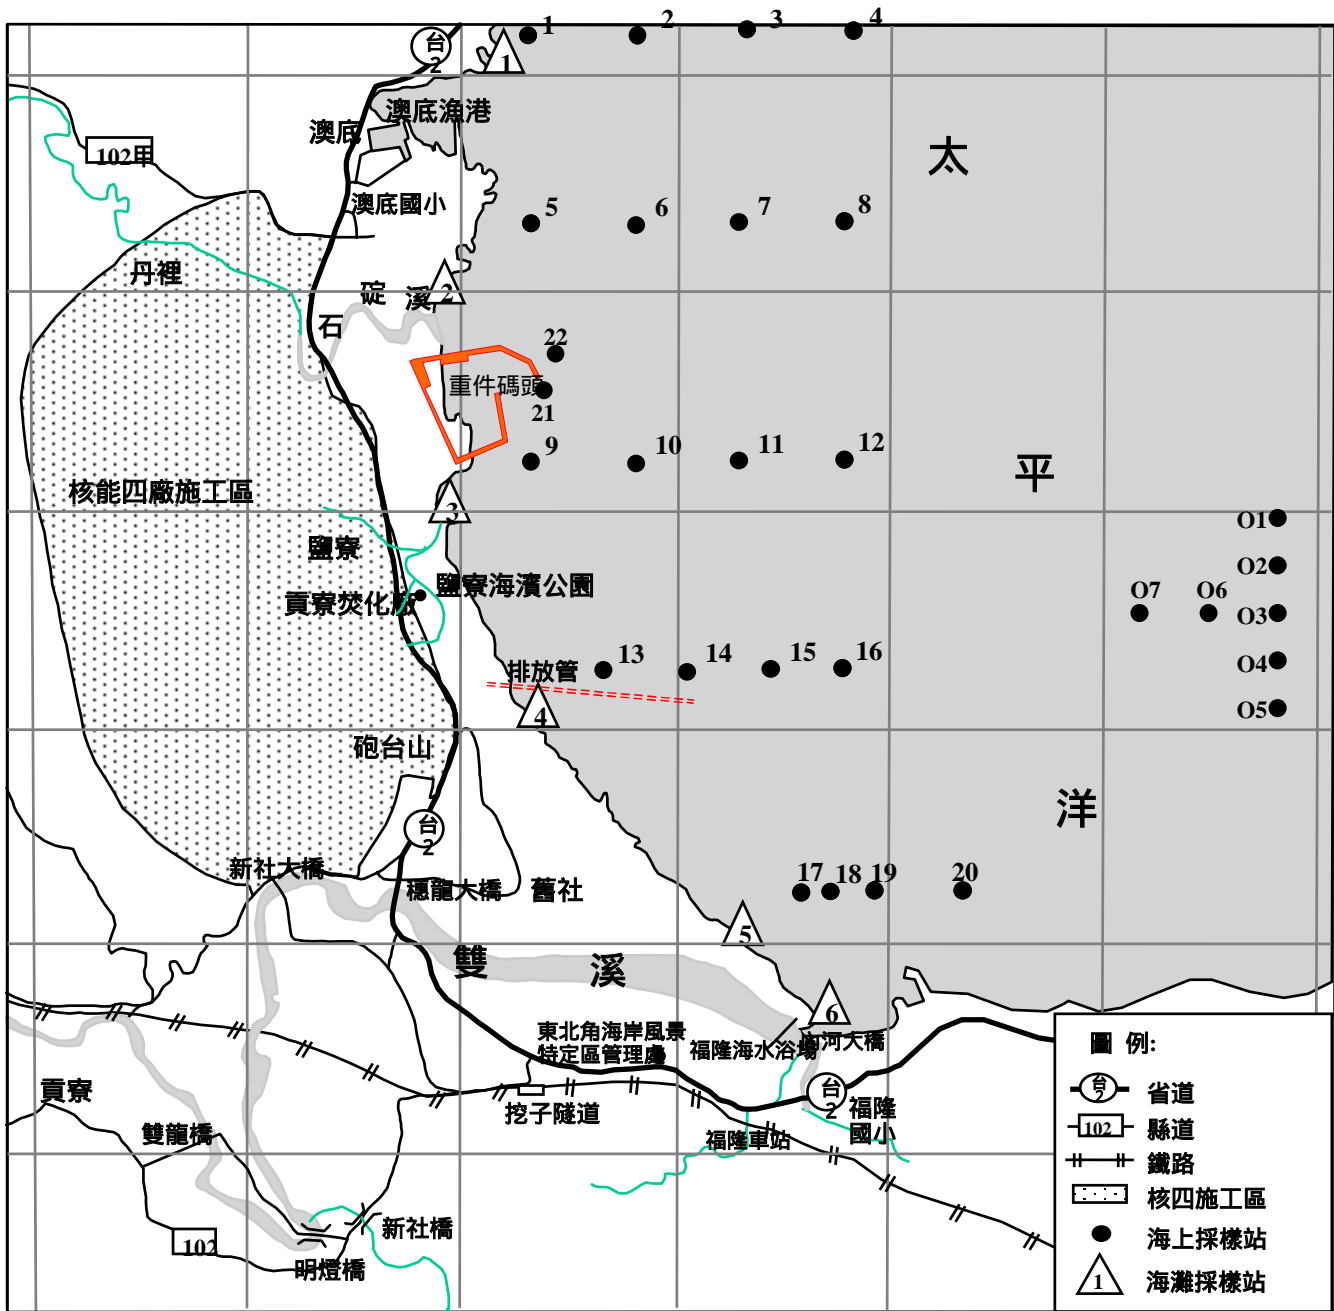 1
2
3
4
台
2
1
澳底漁港
澳底
102甲
太
澳底國小
5
6
7
8
丹裡
碇
溪
2
石
22
重件碼頭
21
9
10
11
12
平
核能四廠施工區
3
O1
鹽寮
O2
鹽寮海濱公園
貢寮焚化廠
O7
O6
O3
排放管
13
14
15
16
O4
4
O5
砲台山
洋
台
2
新社大橋
穗龍大橋
舊社
17
18
19
20
5
雙
溪
6
東北角海岸風景
特定區管理處
福隆海水浴場
河大橋
圖 例:
台
2
省道
貢寮
挖子隧道
台
2
福隆
國小
102
縣道
雙龍橋
福隆車站
鐵路
核四施工區
新社橋
102
明燈橋
海上採樣站
1
海灘採樣站